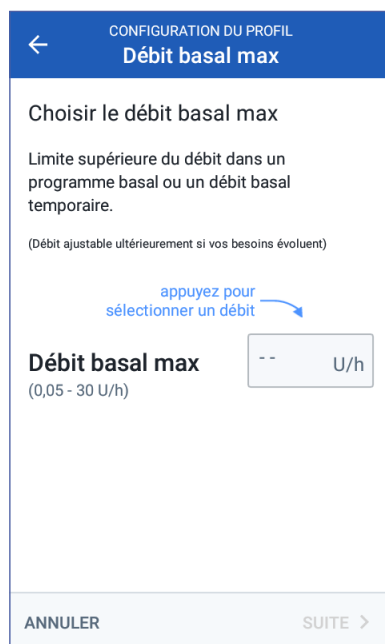 CONFIGURATION DU PROFIL
Débit basal max
Choisir le débit basal max
Limite supérieure du débit dans un
programme basal ou un débit basal
temporaire.
(Débit ajustable ultérieurement si vos besoins évoluent)
appuyez pour
sélectionner un débit
Débit basal max
-- U/h
(0,05 - 30 U/h)
ANNULER
SUITE